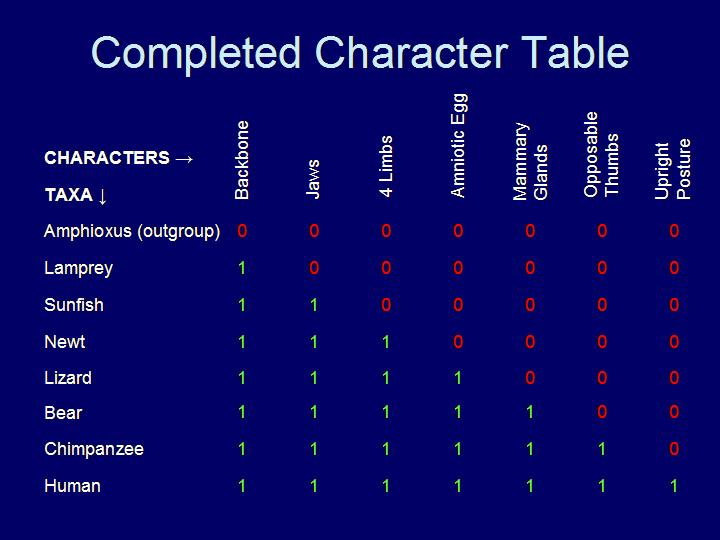 Completed Character Table
CHARACTERS → Backbone Jaws 4 Limbs Amniotic Egg Mammary Glands Opposable Thumbs Upright Posture
TAXA ↓
Amphioxus (outgroup) 0 0 0 0 0 0 0
Lamprey 1 0 0 0 0 0 0
Sunfish 1 1 0 0 0 0 0
Newt 1 1 1 0 0 0 0
Lizard 1 1 1 1 0 0 0
Bear 1 1 1 1 1 0 0
Chimpanzee 1 1 1 1 1 1 0
Human 1 1 1 1 1 1 1